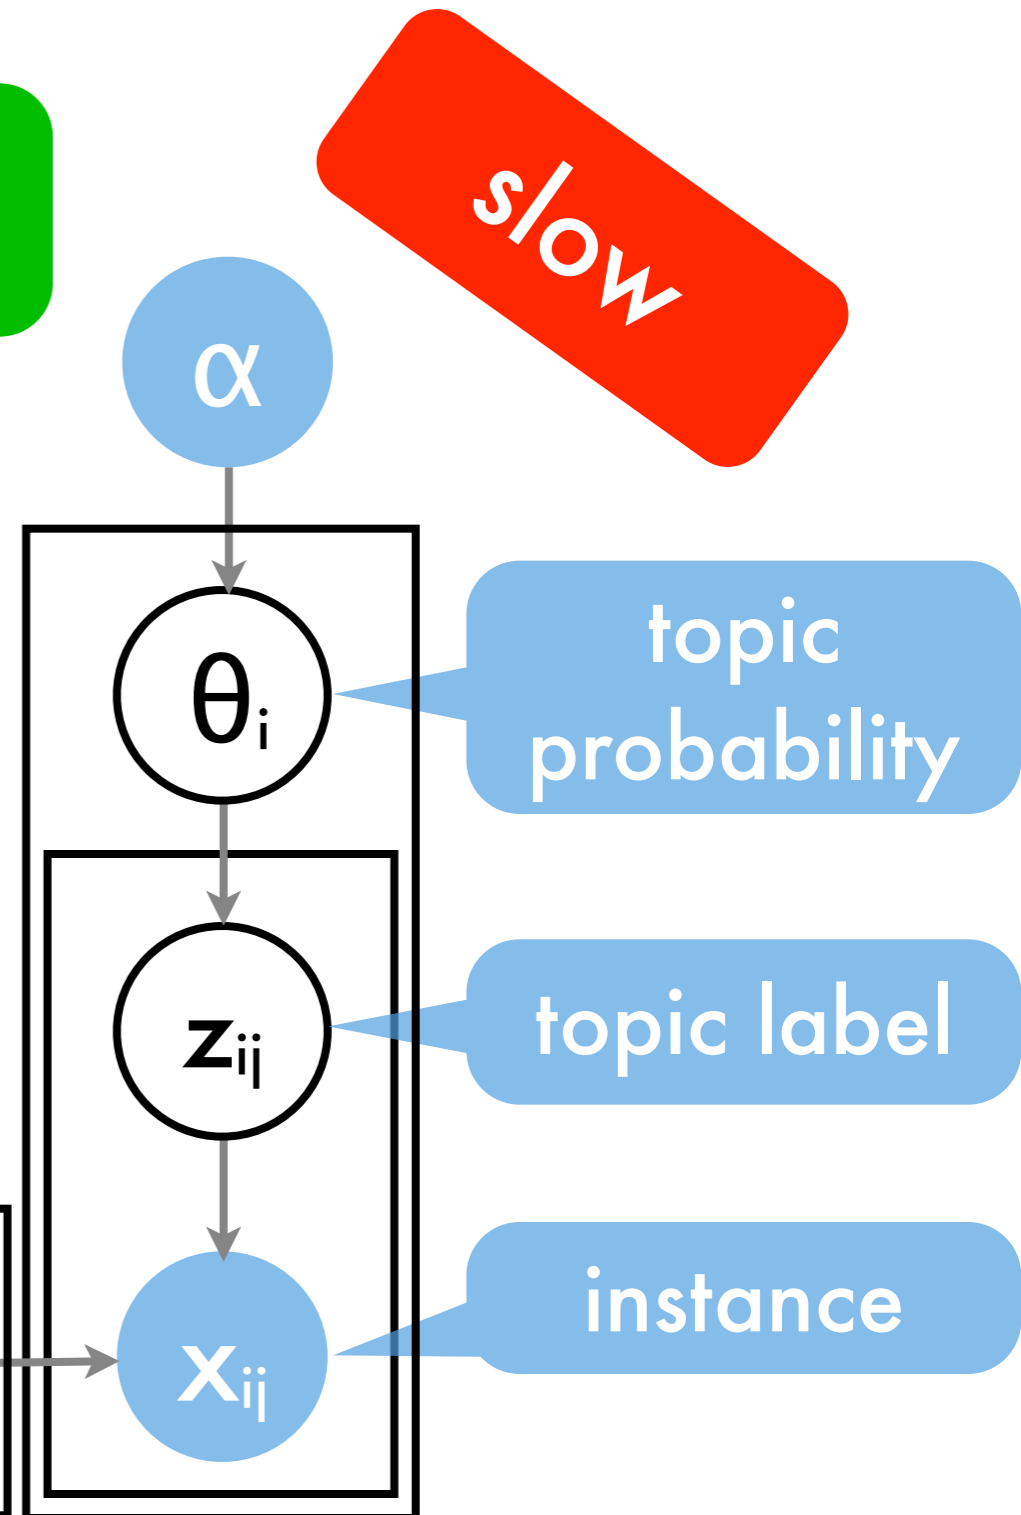 slow
α
θi
topic
probability
zij
topic label
xij
instance